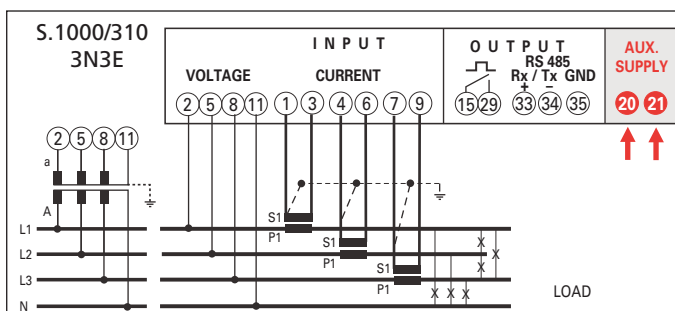 S.1000/310
3N3E
INPUT
VOLTAGE CURRENT
OUTPUT
RS 485
Rx / Tx GND
+ −
AUX.
SUPPLY
2 5 8 11 1 3 4 6 7 9 15 29 33 34 35 20 21
2 5 8 11
a
A
S1
P1
S1
P1
S1
P1
L1
L2
L3
N
X X
X
X X X
LOAD